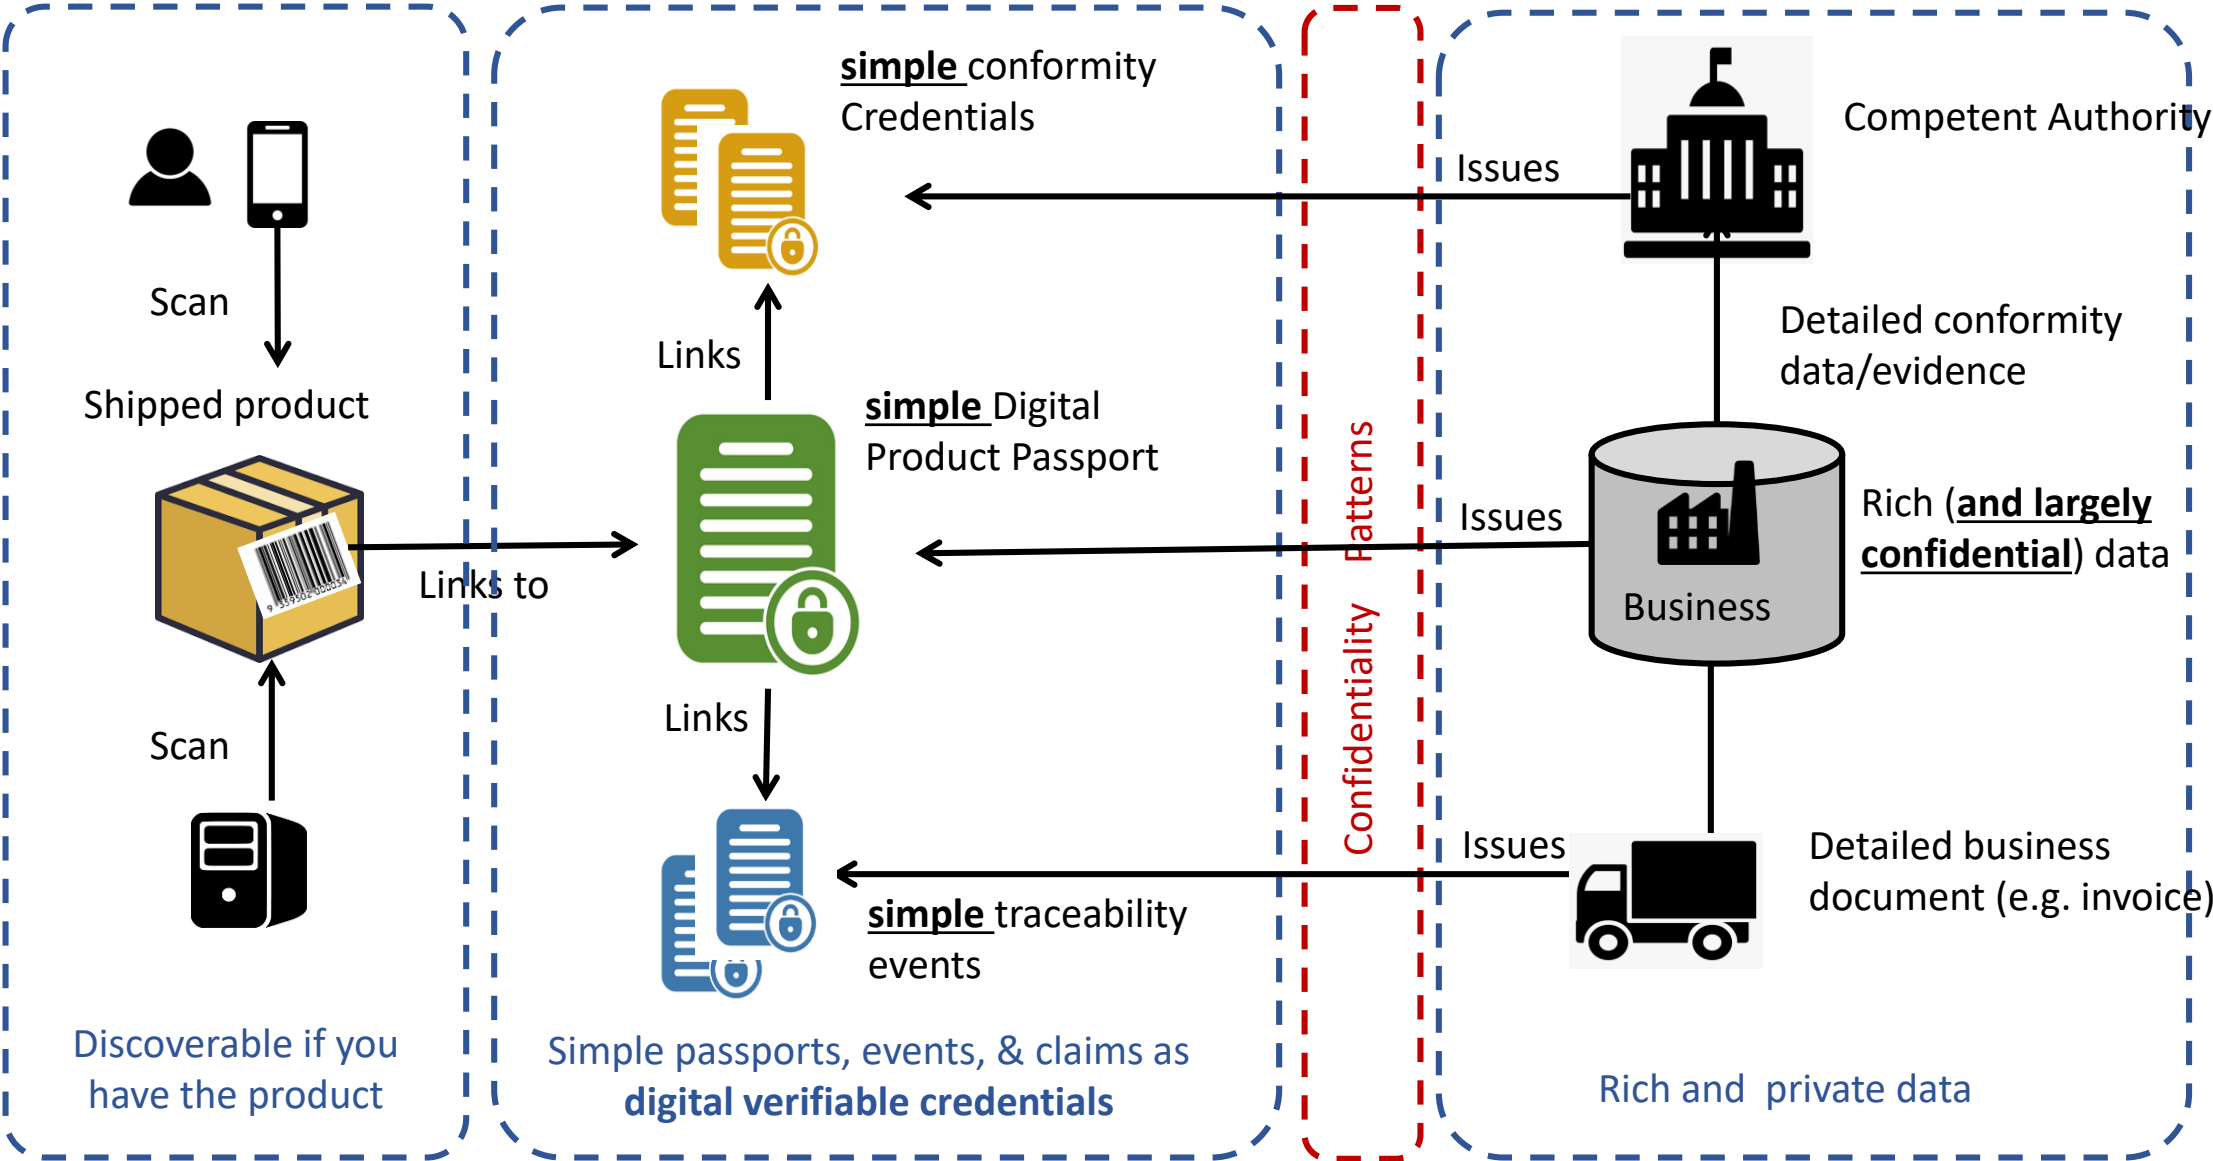 Scan
Shipped product
9 359502 000034
Links to
Scan
Discoverable if you
have the product
simple conformity
Credentials
Links
simple Digital
Product Passport
Links
simple traceability
events
Simple passports, events, & claims as
digital verifiable credentials
Confidentiality Patterns
Competent Authority
Issues
Detailed conformity
data/evidence
Issues
Rich (and largely
confidential) data
Business
Issues
Detailed business
document (e.g. invoice)
Rich and private data